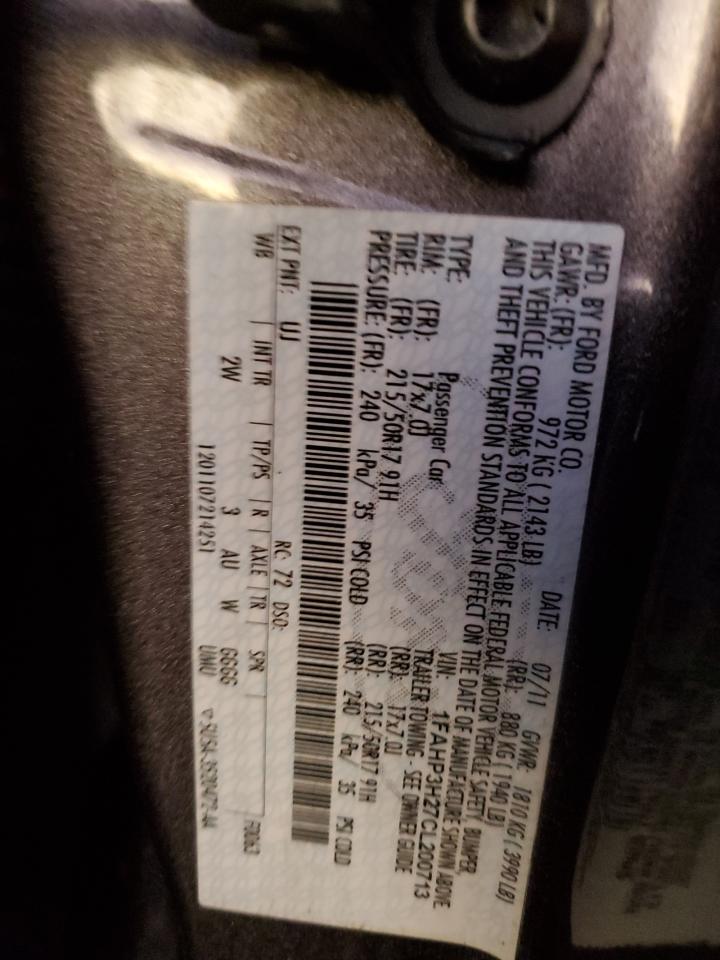 MFD. BY FORD MOTOR CO. DATE: 07/11 GVWR: 1810 KG ( 3990 LB)
GAWR: (FR): 972 KG ( 2143 LB) (RR): 880 KG ( 1940 LB)
THIS VEHICLE CONFORMS TO ALL APPLICABLE FEDERAL MOTOR VEHICLE SAFETY, BUMPER,
AND THEFT PREVENTION STANDARDS IN EFFECT ON THE DATE OF MANUFACTURE SHOWN ABOVE
VIN: 1FAHP3H27CL200713
TYPE: Passenger Car TRAILER TOWING - SEE OWNER GUIDE
RIM: (FR): 17x7.0J (RR): 17x7.0J
TIRE: (FR): 215/50R17 91H (RR): 215/50R17 91H
PRESSURE: (FR): 240 kPa/ 35 PSI COLD (RR): 240 kPa/ 35 PSI COLD
EXT PNT: UJ RC: 72 DSO:
WB INT TR TP/PS R AXLE TR SPR
2W 3 AU W GGGG
1201107214251